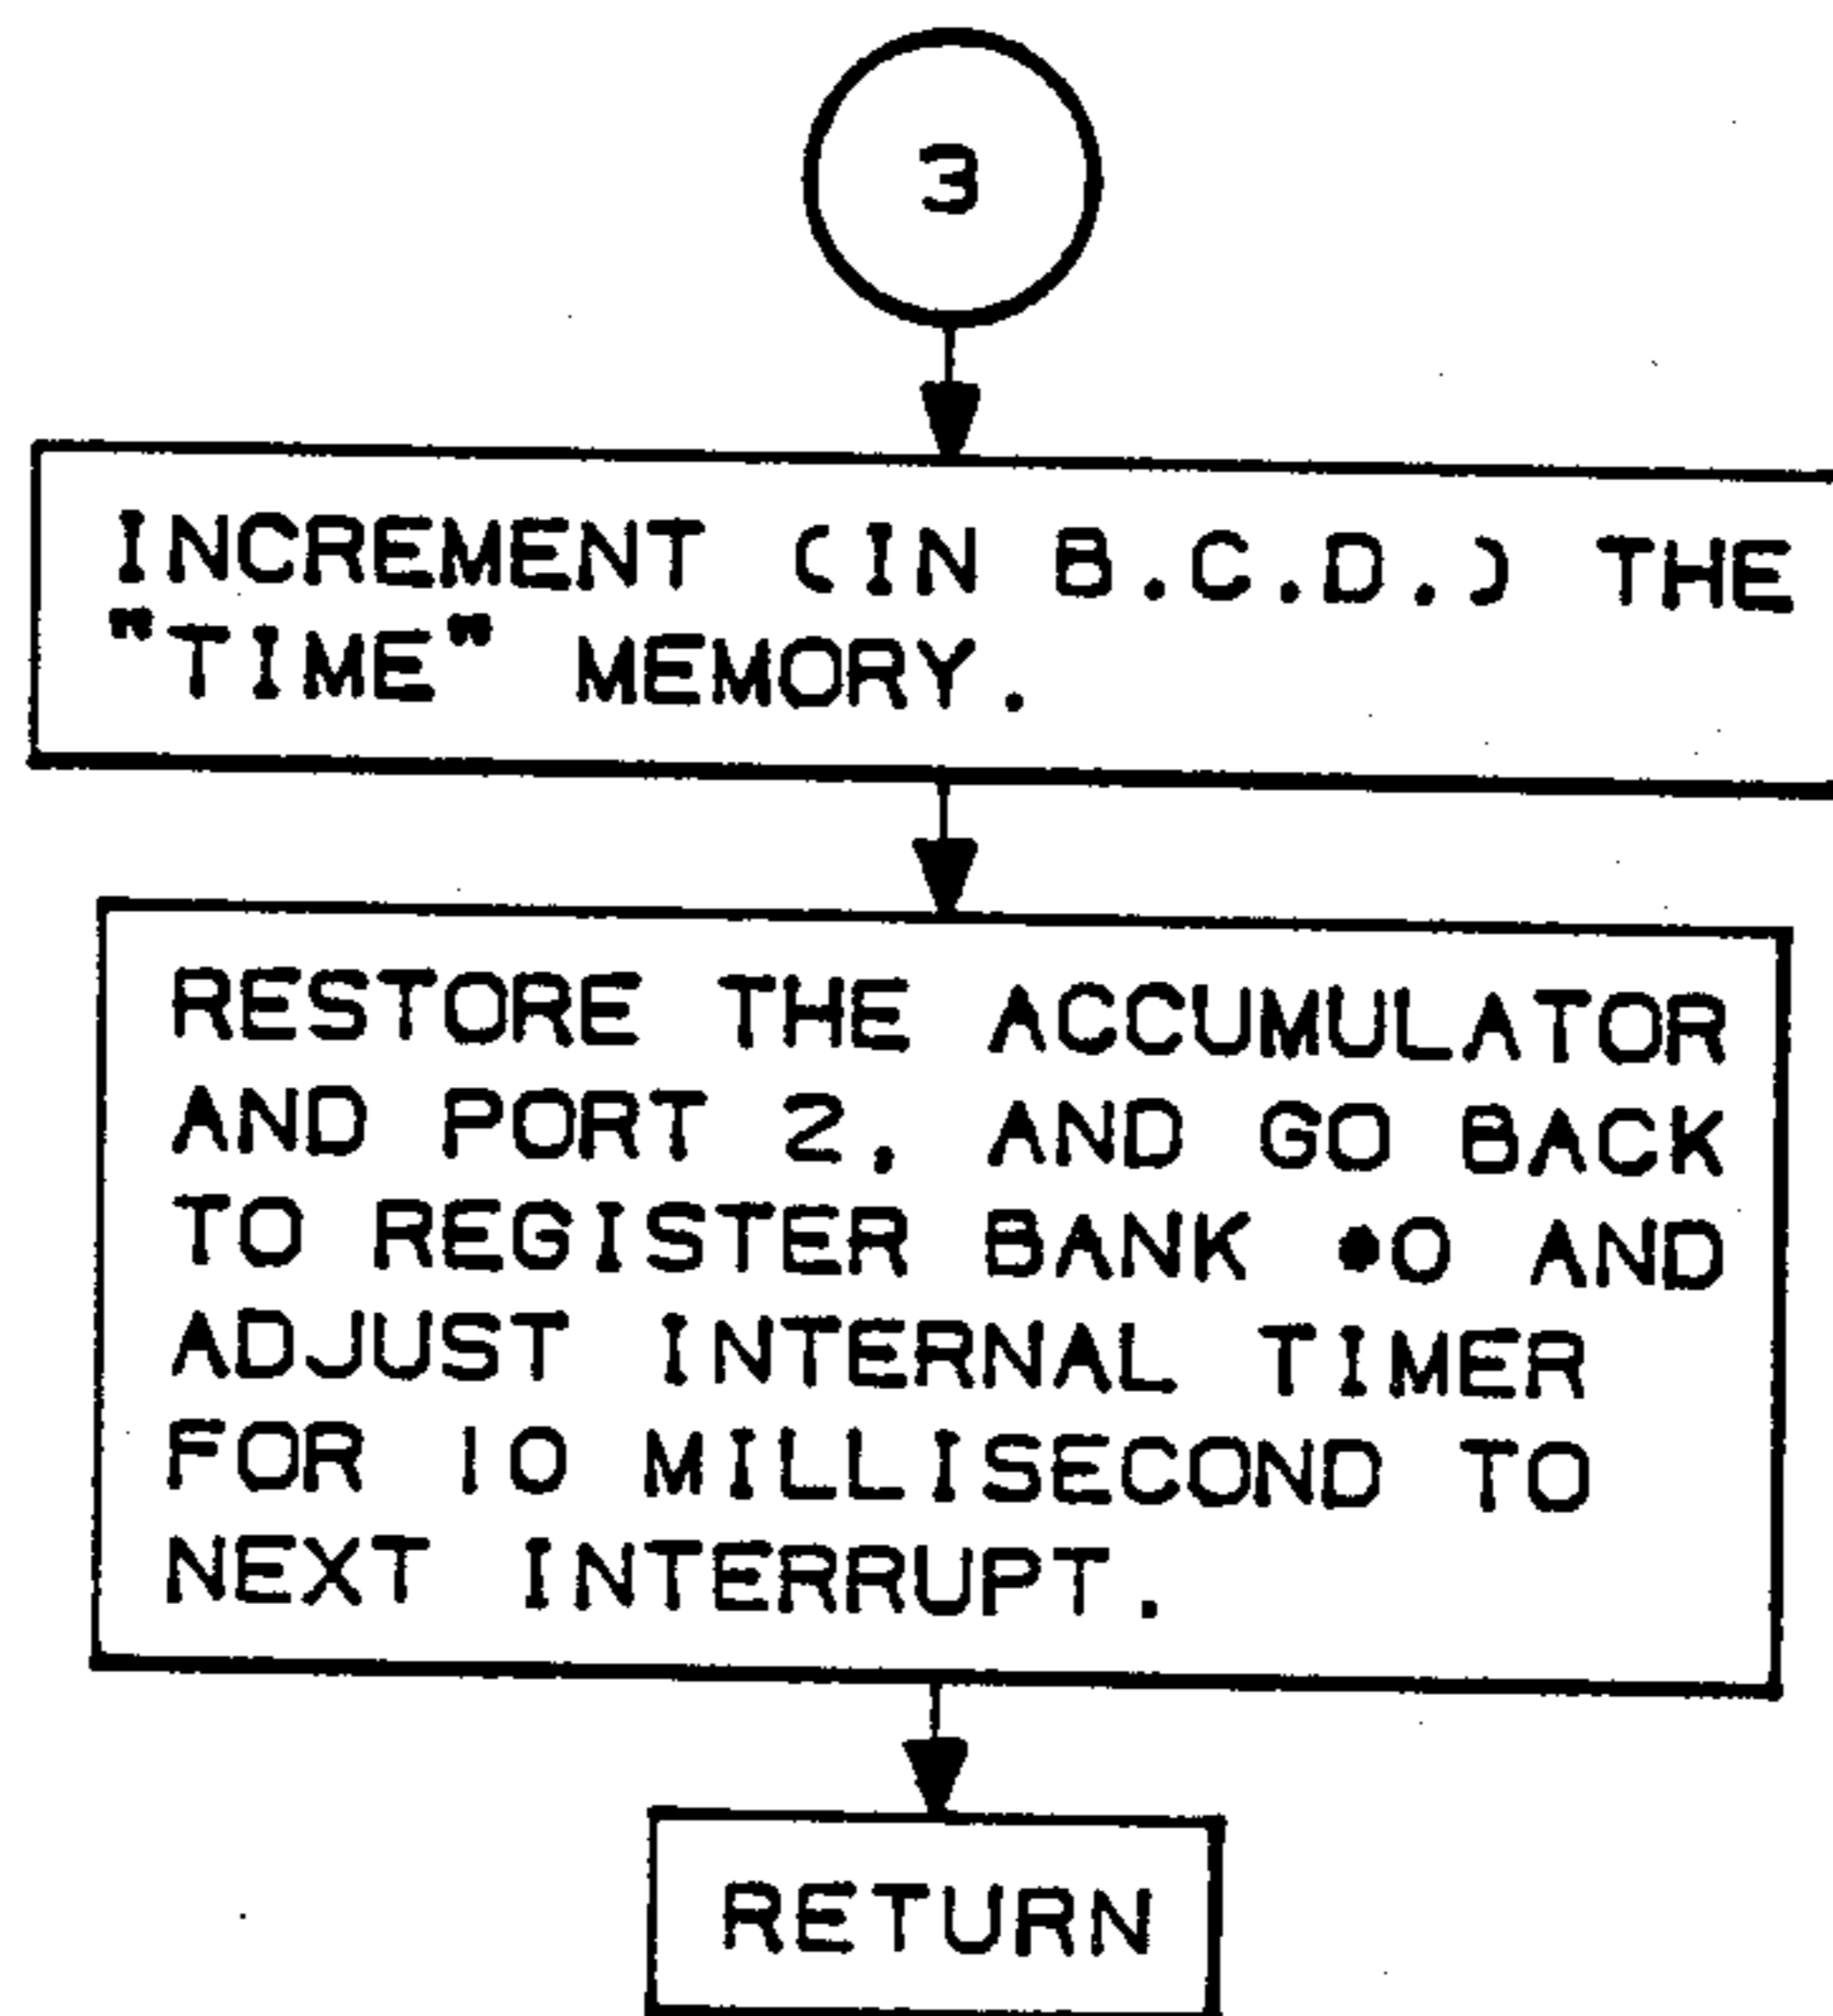 3
INCREMENT (IN B.C.D.) THE
"TIME" MEMORY.
RESTORE THE ACCUMULATOR
AND PORT 2, AND GO BACK
TO REGISTER BANK •0 AND
ADJUST INTERNAL TIMER
FOR 10 MILLISECOND TO
NEXT INTERRUPT.
RETURN